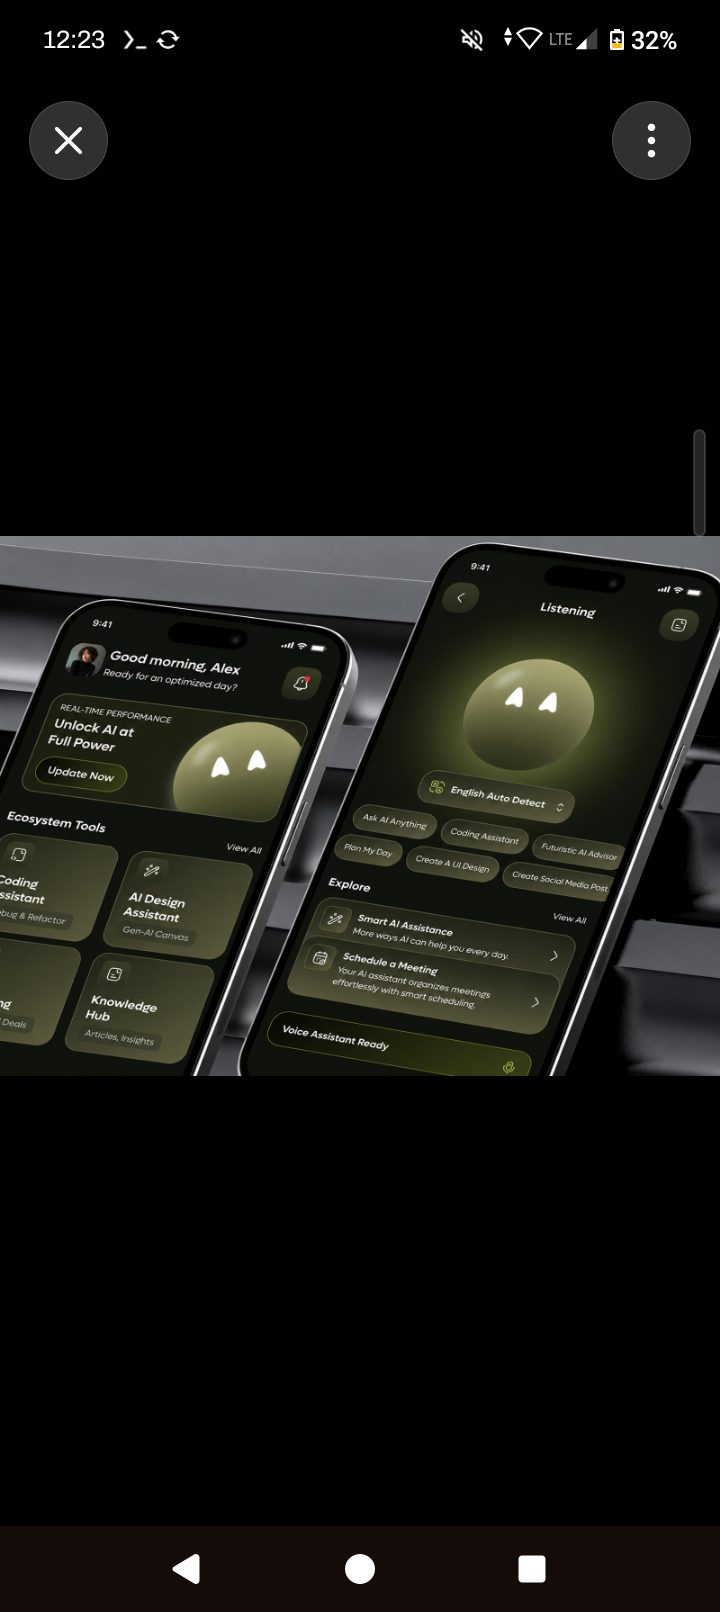 12:23
LTE
32%
9:41
Good morning, Alex
Ready for an optimized day?
REAL-TIME PERFORMANCE
Unlock AI at
Full Power
Update Now
Ecosystem Tools
View All
Coding
ssistant
bug & Refactor
AI Design
Assistant
Gen-AI Canvas
ng
Deals
Knowledge
Hub
Articles, Insights
9:41
Listening
English Auto Detect
Ask AI Anything
Coding Assistant
Futuristic AI Advisor
Plan My Day
Create A UI Design
Create Social Media Post
Explore
View All
Smart AI Assistance
More ways AI can help you every day.
Schedule a Meeting
Your AI assistant organizes meetings
effortlessly with smart scheduling.
Voice Assistant Ready